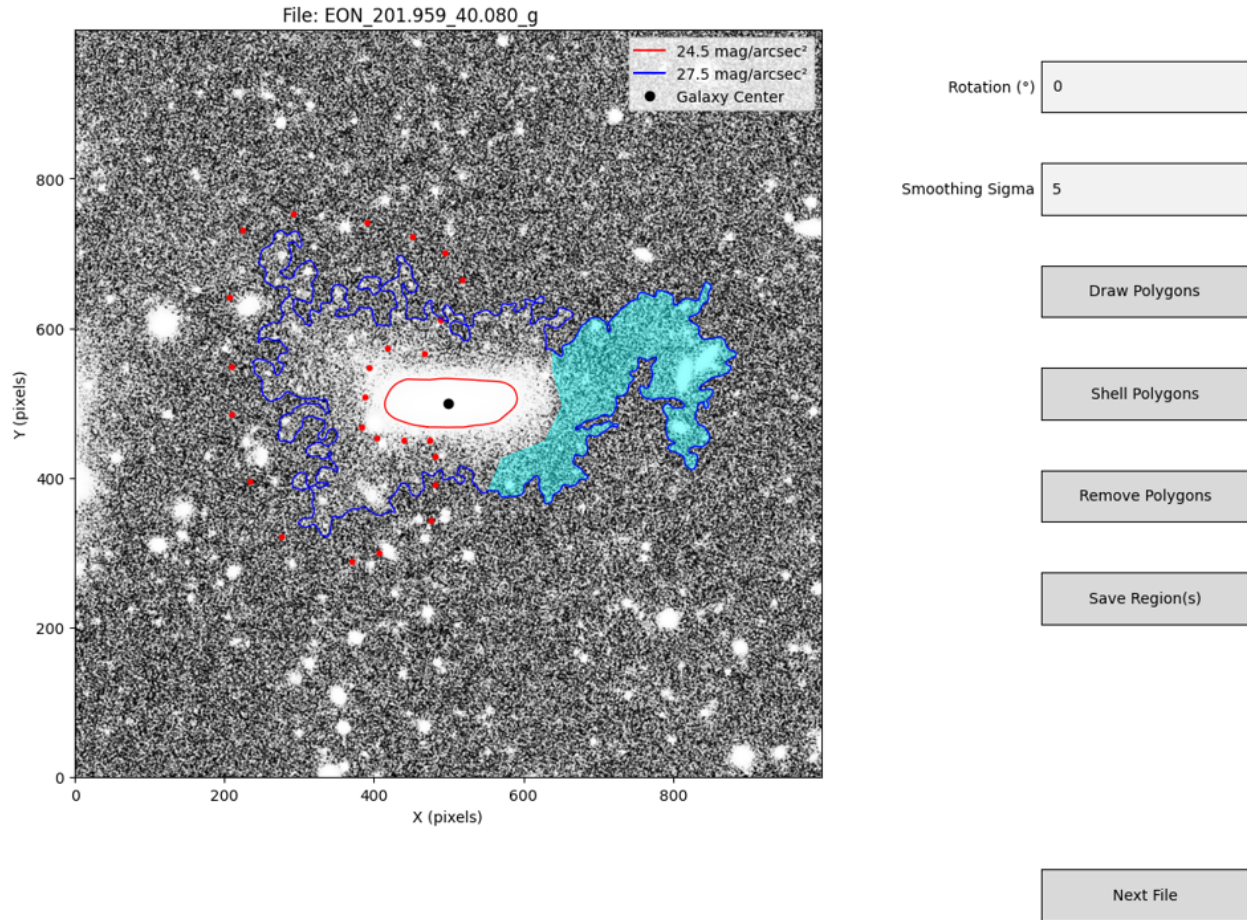 File: EON_201.959_40.080_g
24.5 mag/arcsec²
27.5 mag/arcsec²
Galaxy Center
Y (pixels)
800
600
400
200
0
0 200 400 600 800
X (pixels)
Rotation (°) 0
Smoothing Sigma 5
Draw Polygons
Shell Polygons
Remove Polygons
Save Region(s)
Next File